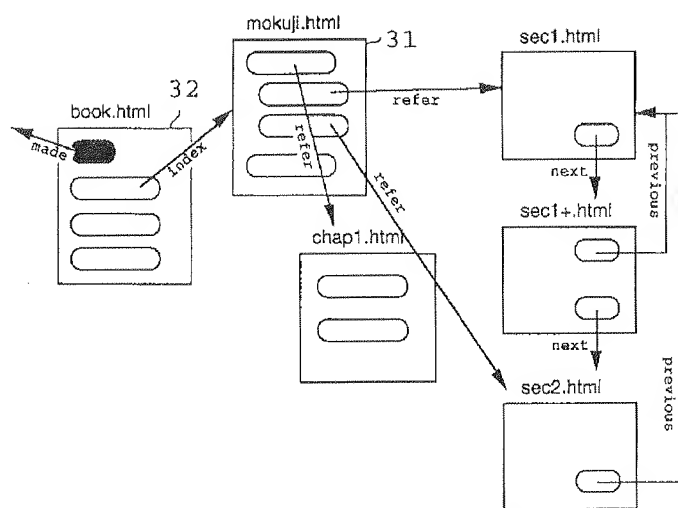 mokuji.html
31
sec1.html
book.html
32
made
index
refer
refer
refer
next
previous
sec1+.html
chap1.html
next
sec2.html
previous